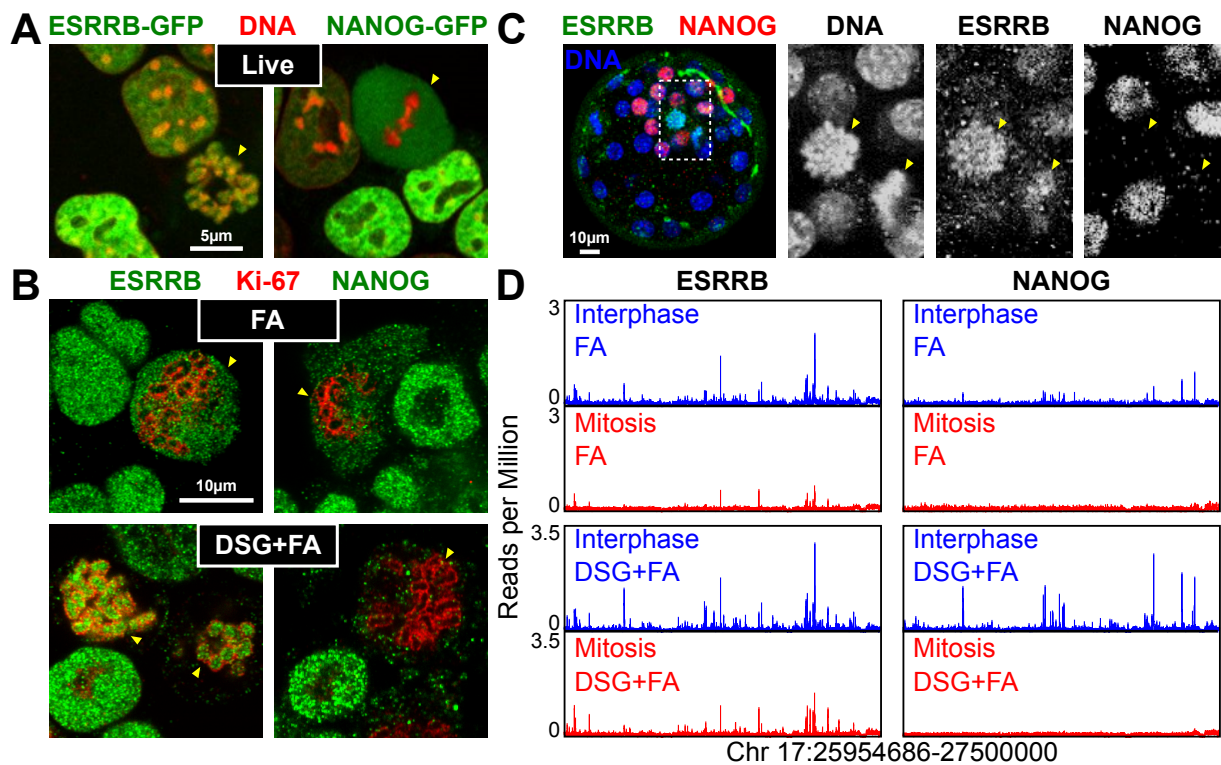 A
ESRRB-GFP DNA NANOG-GFP
Live
5µm
B
ESRRB Ki-67 NANOG
FA
10µm
DSG+FA
C
ESRRB NANOG
DNA
10µm
DNA
ESRRB
NANOG
D
ESRRB
NANOG
Reads per Million
3
0
Interphase
FA
Interphase
FA
3
0
Mitosis
FA
Mitosis
FA
3.5
0
Interphase
DSG+FA
Interphase
DSG+FA
3.5
0
Mitosis
DSG+FA
Mitosis
DSG+FA
Chr 17:25954686-27500000